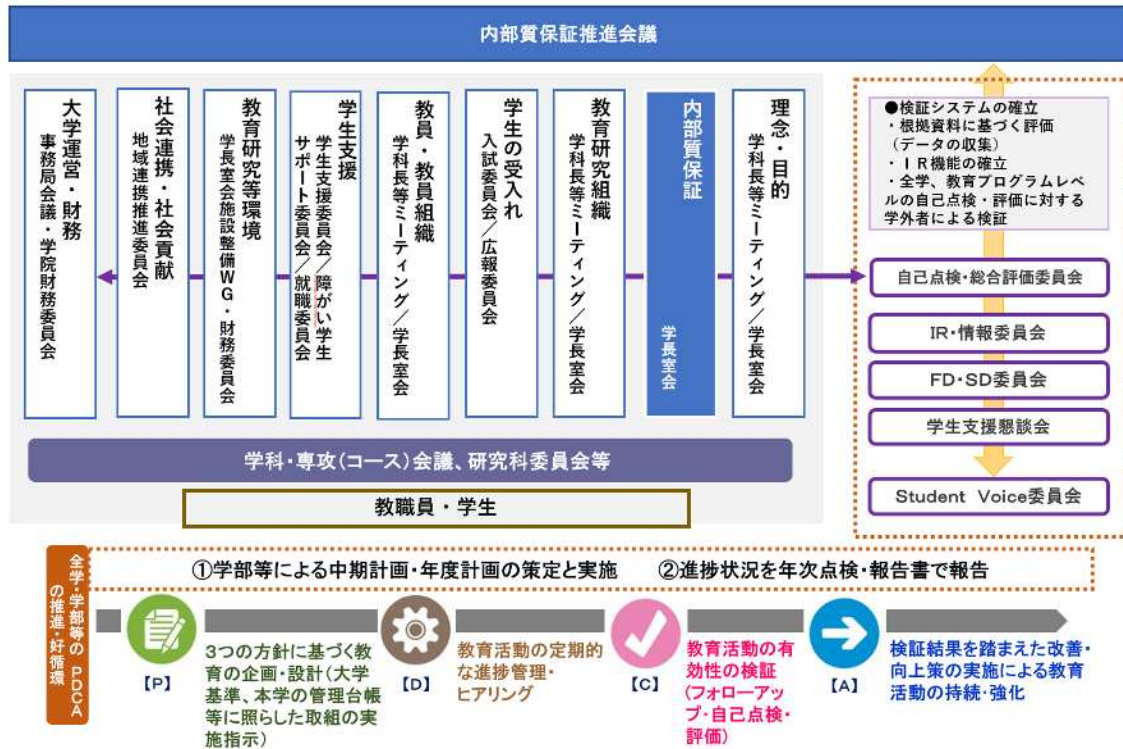 内部質保証推進会議
大学運営・財務
事務局会議・学院財務委員会
社会連携・社会貢献
地域連携推進委員会
教育研究等環境
学長室会施設整備WG・財務委員会
学生支援
学生支援委員会/障がい学生
サポート委員会/就職委員会
教員・教員組織
学科長等ミーティング/学長室会
学生の受入れ
入試委員会/広報委員会
教育研究組織
学科長等ミーティング/学長室会
内部質保証
学長室会
理念・目的
学科長等ミーティング/学長室会
●検証システムの確立
・根拠資料に基づく評価
(データの収集)
・IR機能の確立
・全学、教育プログラムレベ
ルの自己点検・評価に対する
学外者による検証
自己点検・総合評価委員会
IR・情報委員会
FD・SD委員会
学生支援懇談会
Student Voice委員会
学科・専攻(コース)会議、研究科委員会等
教職員・学生
全学・学部等の PDCA
の推進・好循環
①学部等による中期計画・年度計画の策定と実施 ②進捗状況を年次点検・報告書で報告
【P】
3つの方針に基づく教
育の企画・設計(大学
基準、本学の管理台帳
等に照らした取組の実
施指示)
【D】
教育活動の定期的
な進捗管理・
ヒアリング
【C】
教育活動の有
効性の検証
(フォローアッ
プ・自己点検・
評価)
【A】
検証結果を踏まえた改善・
向上策の実施による教育
活動の持続・強化